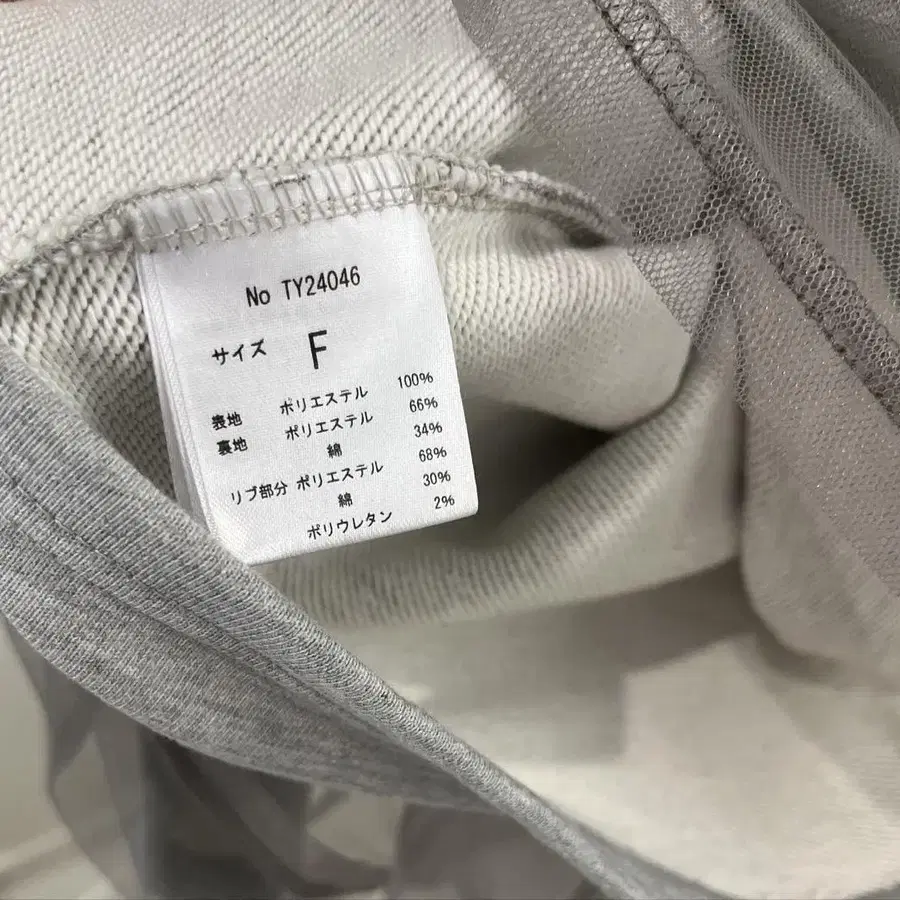 No TY24046
サイズ F
表地 ポリエステル 100%
裏地 ポリエステル 66%
綿 34%
リブ部分 ポリエステル 68%
綿 30%
ポリウレタン 2%